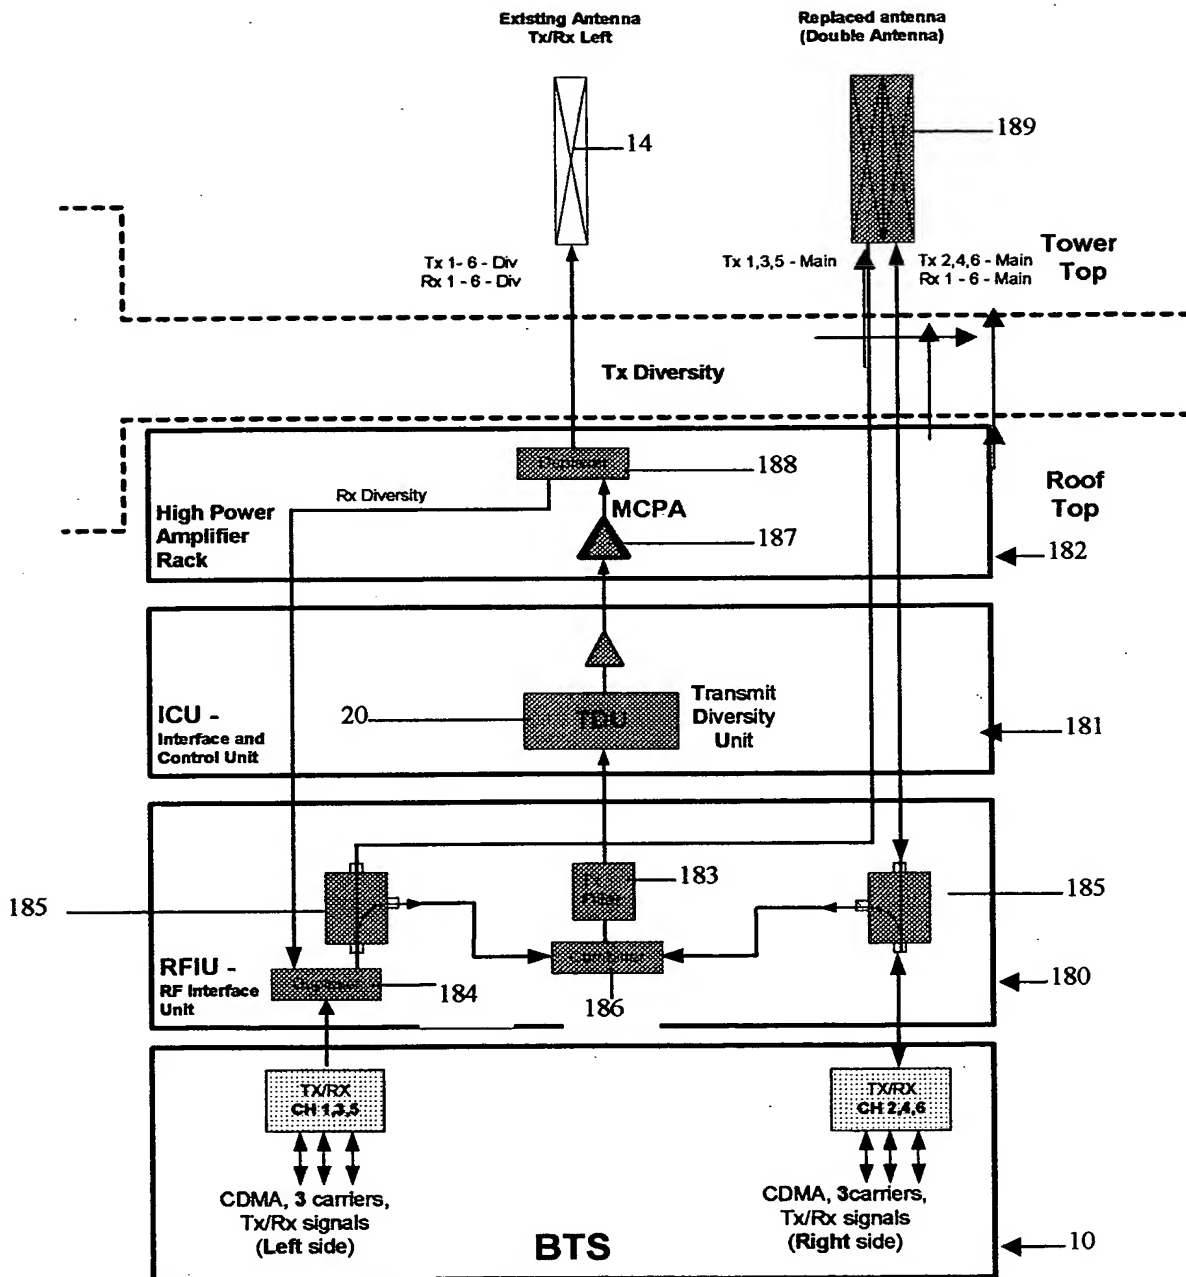 Existing Antenna
Tx/Rx Left
Replaced antenna
(Double Antenna)
14
189
Tx 1- 6 - Div
Rx 1 - 6 - Div
Tx 1,3,5 - Main
Tx 2,4,6 - Main
Rx 1 - 6 - Main
Tower
Top
Tx Diversity
Duplexer
188
Rx Diversity
MCPA
187
High Power
Amplifier
Rack
Roof
Top
182
ICU -
Interface and
Control Unit
20
TDU
Transmit
Diversity
Unit
181
183
Filter
185
185
RFIU -
RF Interface
Unit
Duplexer
184
Combiner
186
180
TX/RX
CH 1,3,5
TX/RX
CH 2,4,6
CDMA, 3 carriers,
Tx/Rx signals
(Left side)
CDMA, 3carriers,
Tx/Rx signals
(Right side)
BTS
10